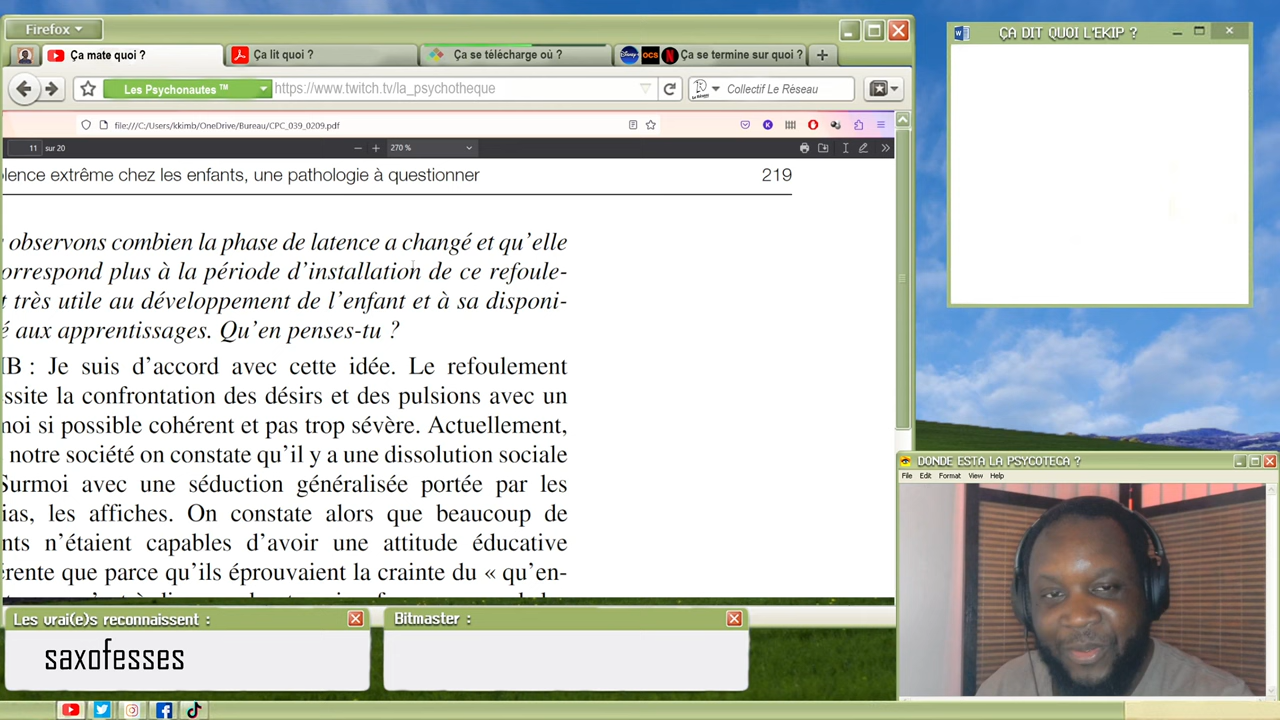 Firefox
Ça mate quoi ?
Ça lit quoi ?
Ça se télécharge où ?
Disney+ OCS Ça se termine sur quoi ?
Les Psychonautes ™
https://www.twitch.tv/la_psychotheque
Collectif Le Réseau
file:///C:/Users/kkimb/OneDrive/Bureau/CPC_039_0209.pdf
11 sur 20
270 %
lence extrême chez les enfants, une pathologie à questionner 219
observons combien la phase de latence a changé et qu’elle
orrespond plus à la période d’installation de ce refoule-
t très utile au développement de l’enfant et à sa disponi-
é aux apprentissages. Qu’en penses-tu ?
IB : Je suis d’accord avec cette idée. Le refoulement
ssite la confrontation des désirs et des pulsions avec un
moi si possible cohérent et pas trop sévère. Actuellement,
notre société on constate qu’il y a une dissolution sociale
Surmoi avec une séduction généralisée portée par les
ias, les affiches. On constate alors que beaucoup de
nts n’étaient capables d’avoir une attitude éducative
érente que parce qu’ils éprouvaient la crainte du « qu’en-
ÇA DIT QUOI L'EKIP ?
DONDE ESTA LA PSYCOTECA ?
File Edit Format View Help
Les vrai(e)s reconnaissent :
saxofesses
Bitmaster :